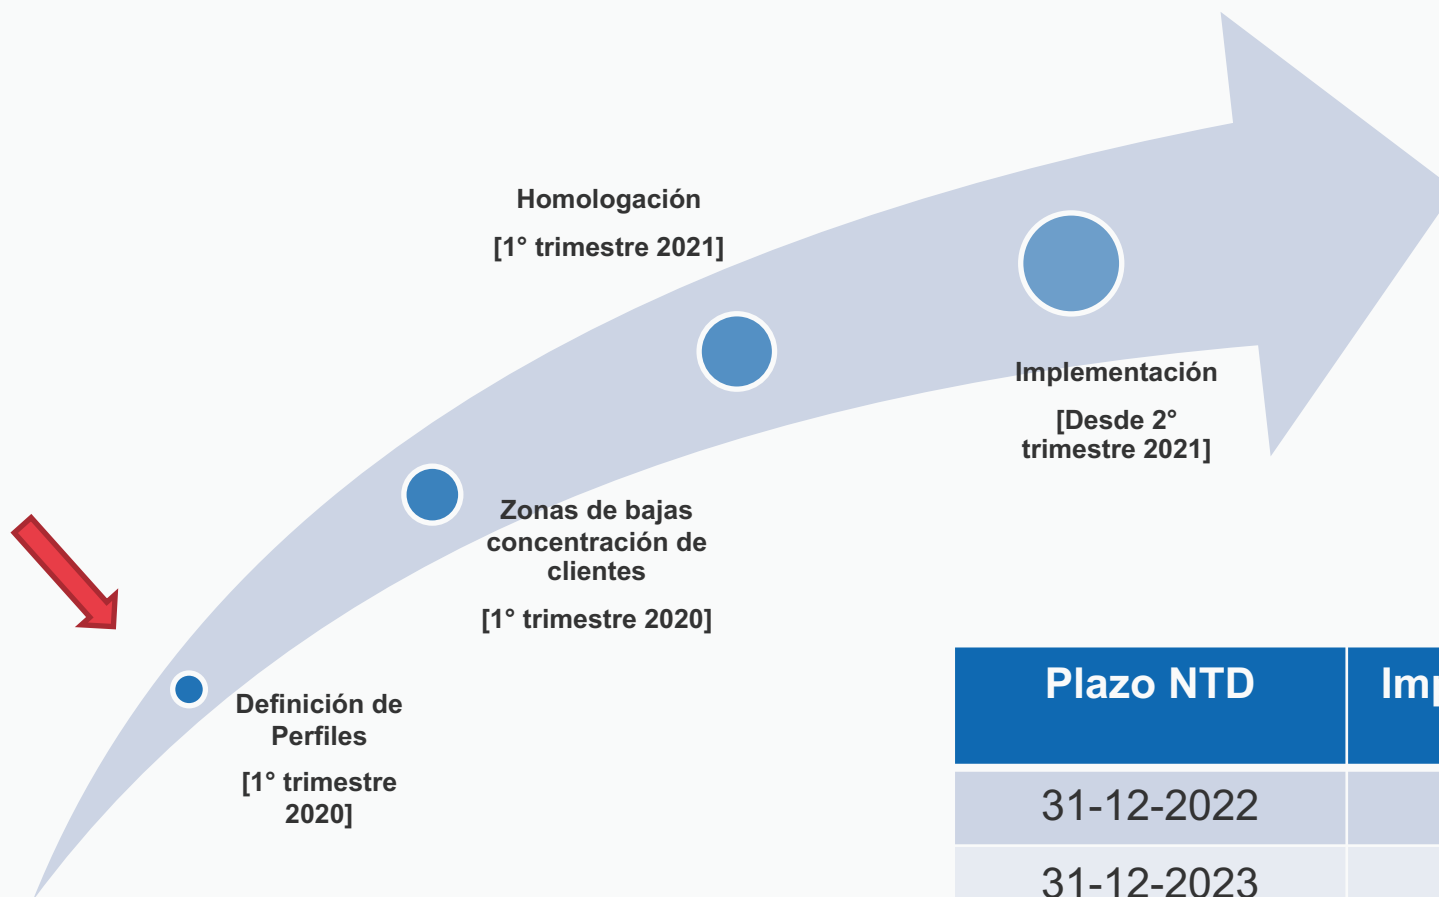 Homologación
[1° trimestre 2021]
Implementación
[Desde 2°
trimestre 2021]
Zonas de bajas
concentración de
clientes
[1° trimestre 2020]
Definición de
Perfiles
[1° trimestre
2020]
Plazo NTD
31-12-2022
31-12-2023